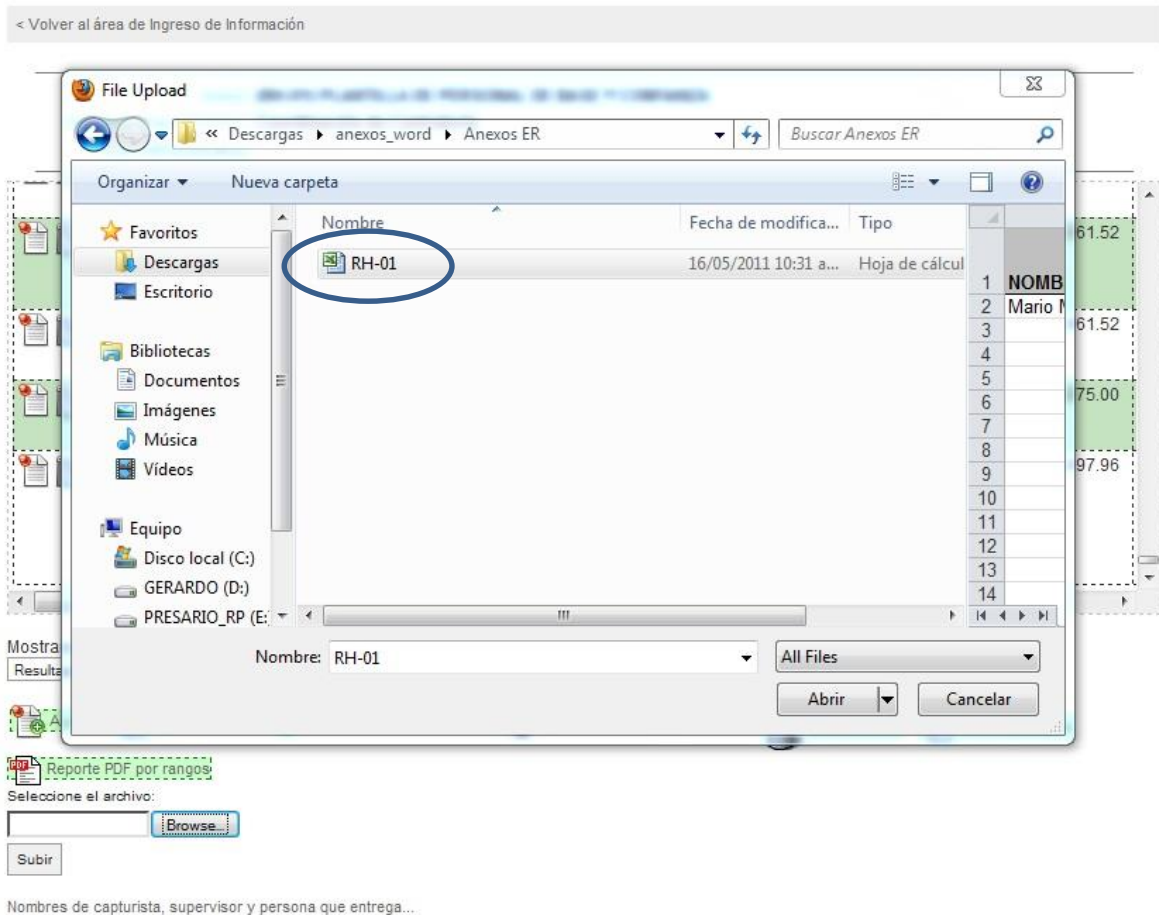 < Volver al área de Ingreso de Información
File Upload
« Descargas ▸ anexos_word ▸ Anexos ER
Buscar Anexos ER
Organizar Nueva carpeta
Favoritos
Descargas
Escritorio
Bibliotecas
Documentos
Imágenes
Música
Vídeos
Equipo
Disco local (C:)
GERARDO (D:)
PRESARIO_RP (E:
Nombre Fecha de modifica... Tipo
RH-01 16/05/2011 10:31 a... Hoja de cálcul
1 NOMB
2 Mario
3
4
5
6
7
8
9
10
11
12
13
14
61.52
61.52
75.00
97.96
Nombre: RH-01 All Files
Abrir Cancelar
Mostra
Resulta
A
PDF Reporte PDF por rangos
Seleccione el archivo:
Browse...
Subir
Nombres de capturista, supervisor y persona que entrega...